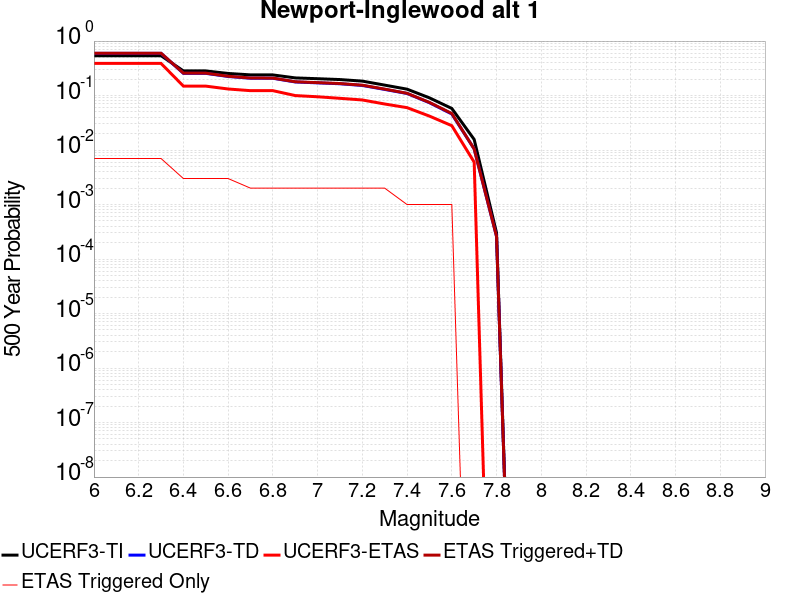 Newport-Inglewood alt 1
10^0
10^-1
10^-2
10^-3
10^-4
10^-5
10^-6
10^-7
10^-8
500 Year Probability
6 6.2 6.4 6.6 6.8 7 7.2 7.4 7.6 7.8 8 8.2 8.4 8.6 8.8 9
Magnitude
UCERF3-TI UCERF3-TD UCERF3-ETAS ETAS Triggered+TD
ETAS Triggered Only